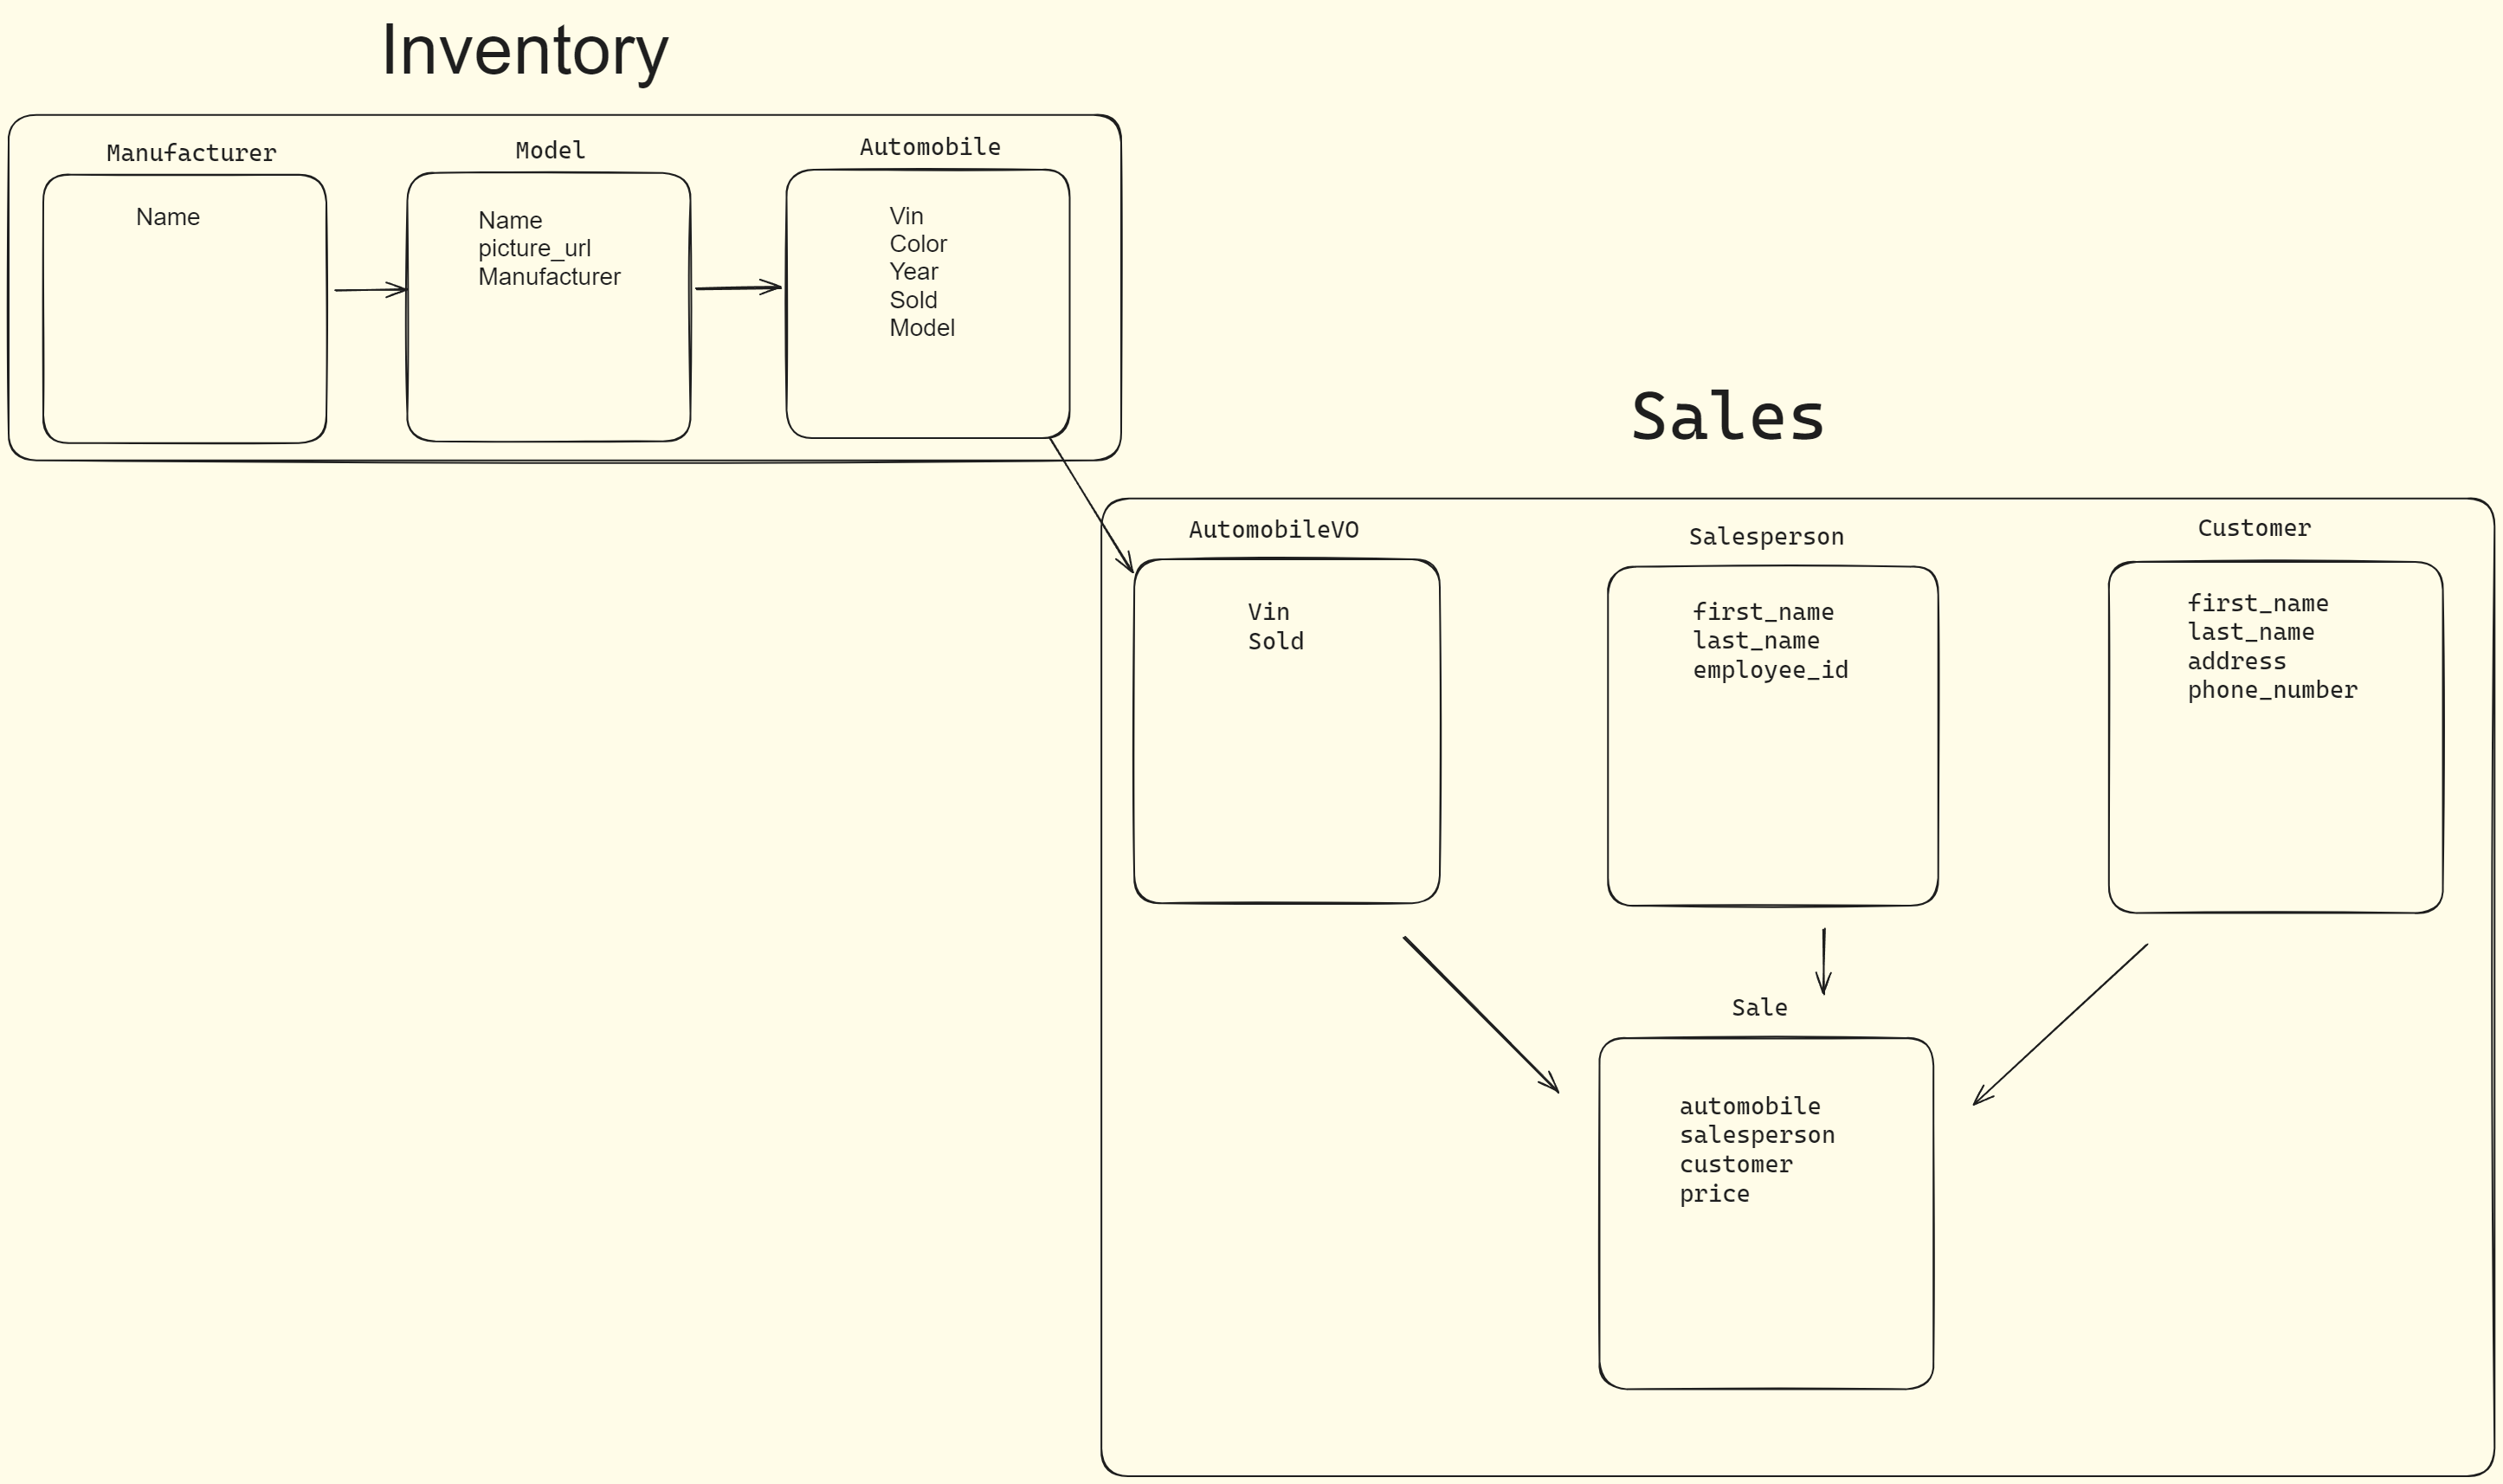 Inventory
Manufacturer
Name
Model
Name
picture_url
Manufacturer
Automobile
Vin
Color
Year
Sold
Model
Sales
AutomobileVO
Vin
Sold
Salesperson
first_name
last_name
employee_id
Customer
first_name
last_name
address
phone_number
Sale
automobile
salesperson
customer
price